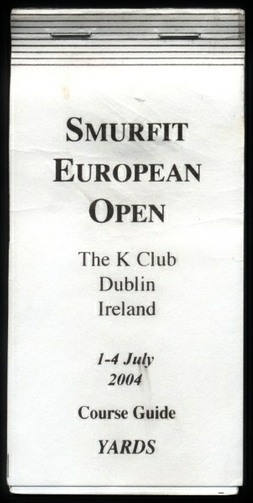 SMURFIT
EUROPEAN
OPEN
The K Club
Dublin
Ireland
1-4 July
2004
Course Guide
YARDS